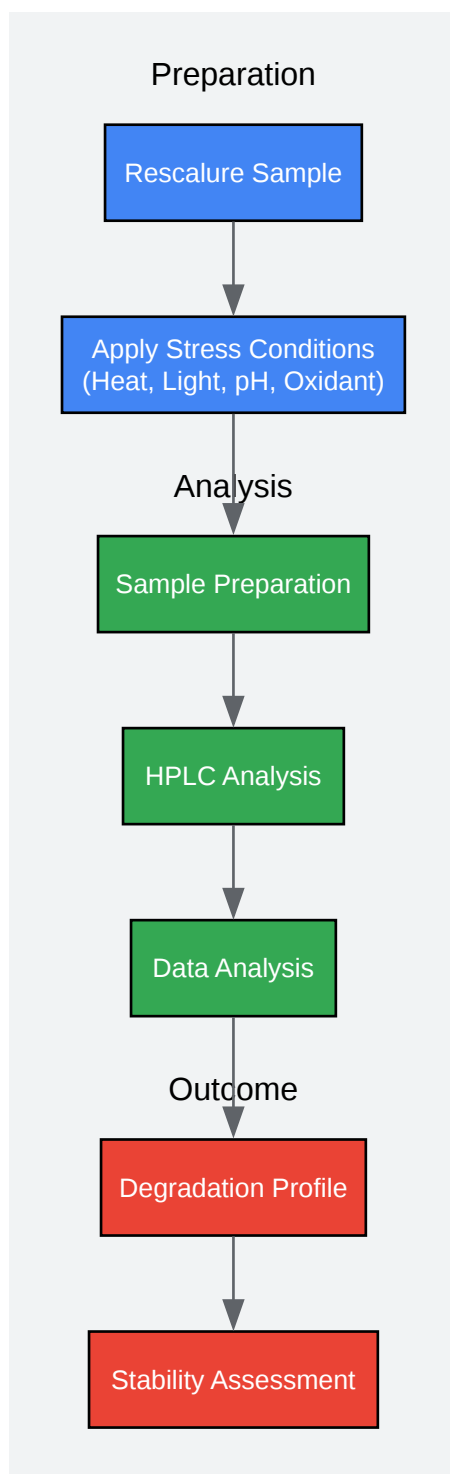 Preparation
Rescalure Sample
Apply Stress Conditions
(Heat, Light, pH, Oxidant)
Analysis
Sample Preparation
HPLC Analysis
Data Analysis
Outcome
Degradation Profile
Stability Assessment